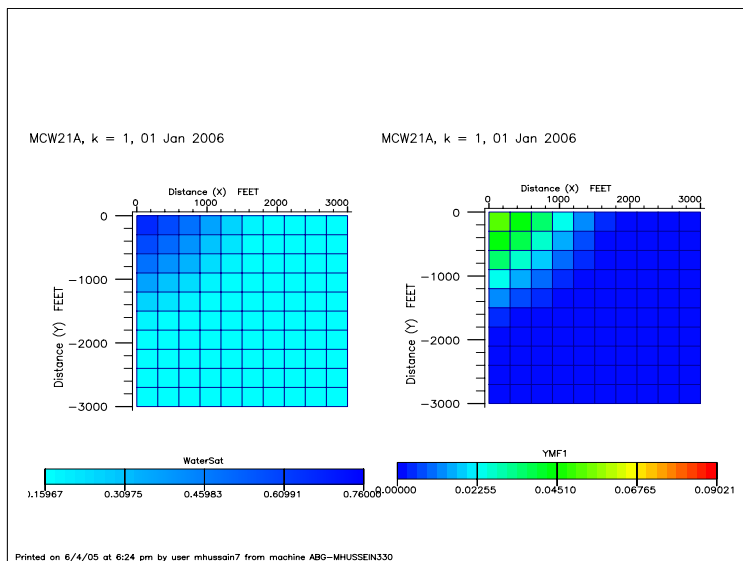 MCW21A, k = 1, 01 Jan 2006
MCW21A, k = 1, 01 Jan 2006
Distance (X) FEET
0 1000 2000 3000
Distance (Y) FEET
0
-1000
-2000
-3000
WaterSat
0.15967 0.30975 0.45983 0.60991 0.76000
Distance (X) FEET
0 1000 2000 3000
Distance (Y) FEET
0
-1000
-2000
-3000
YMF1
0.00000 0.02255 0.04510 0.06765 0.09021
Printed on 6/4/05 at 6:24 pm by user mhussain7 from machine ABG-MHUSSEIN330